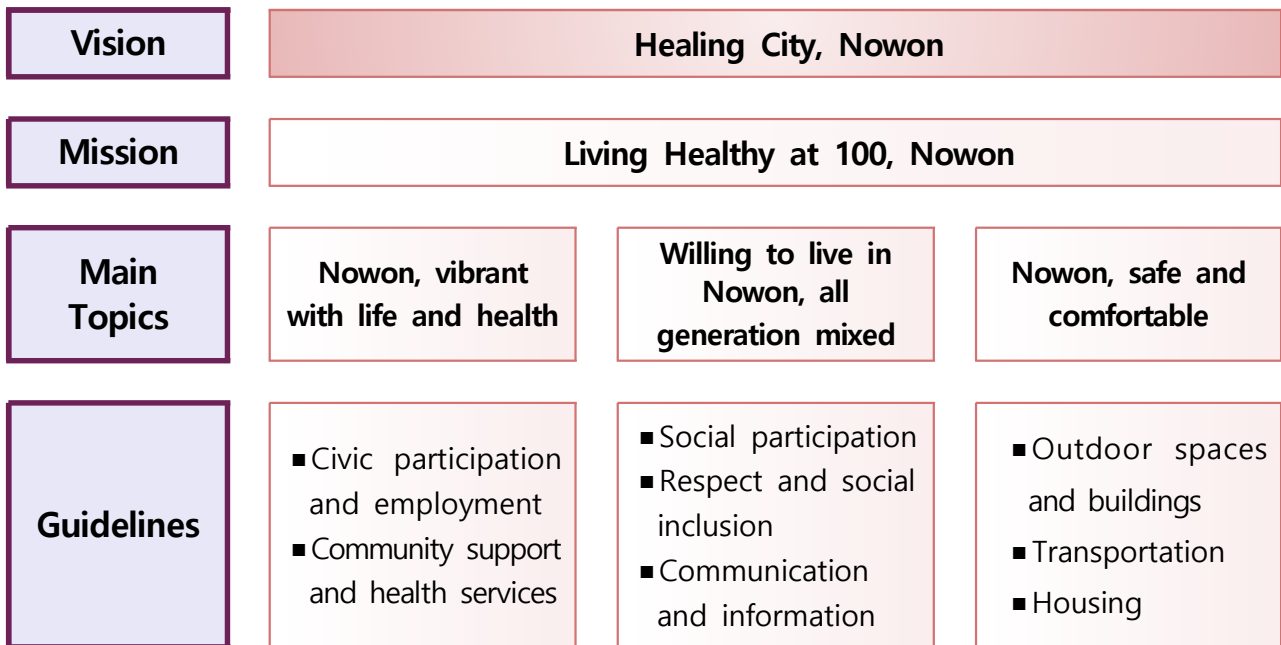 Vision
Healing City, Nowon
Mission
Living Healthy at 100, Nowon
Main
Topics
Nowon, vibrant
with life and health
Willing to live in
Nowon, all
generation mixed
Nowon, safe and
comfortable
Guidelines
■ Civic participation
and employment
■ Community support
and health services
■ Social participation
■ Respect and social
inclusion
■ Communication
and information
■ Outdoor spaces
and buildings
■ Transportation
■ Housing